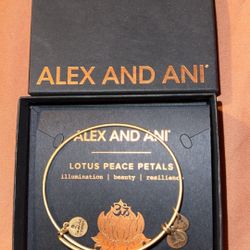 ALEX AND ANI®
ALEX AND ANI®
LOTUS PEACE PETALS
illumination | beauty | resilience